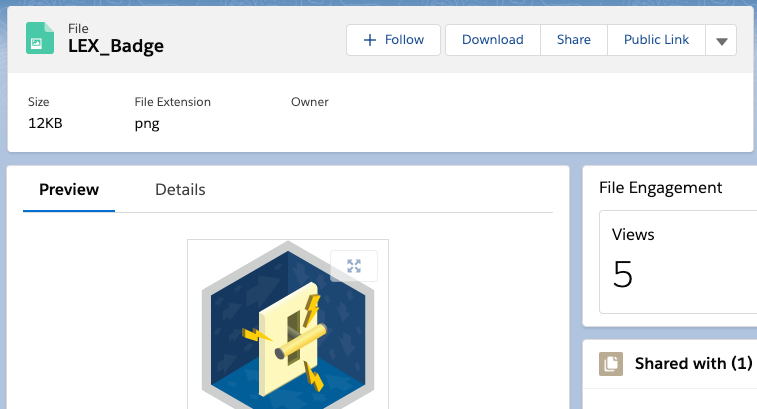 File
LEX_Badge
Follow
Download
Share
Public Link
Size
File Extension
Owner
12KB
png
Preview
Details
File Engagement
Views
5
Shared with (1)